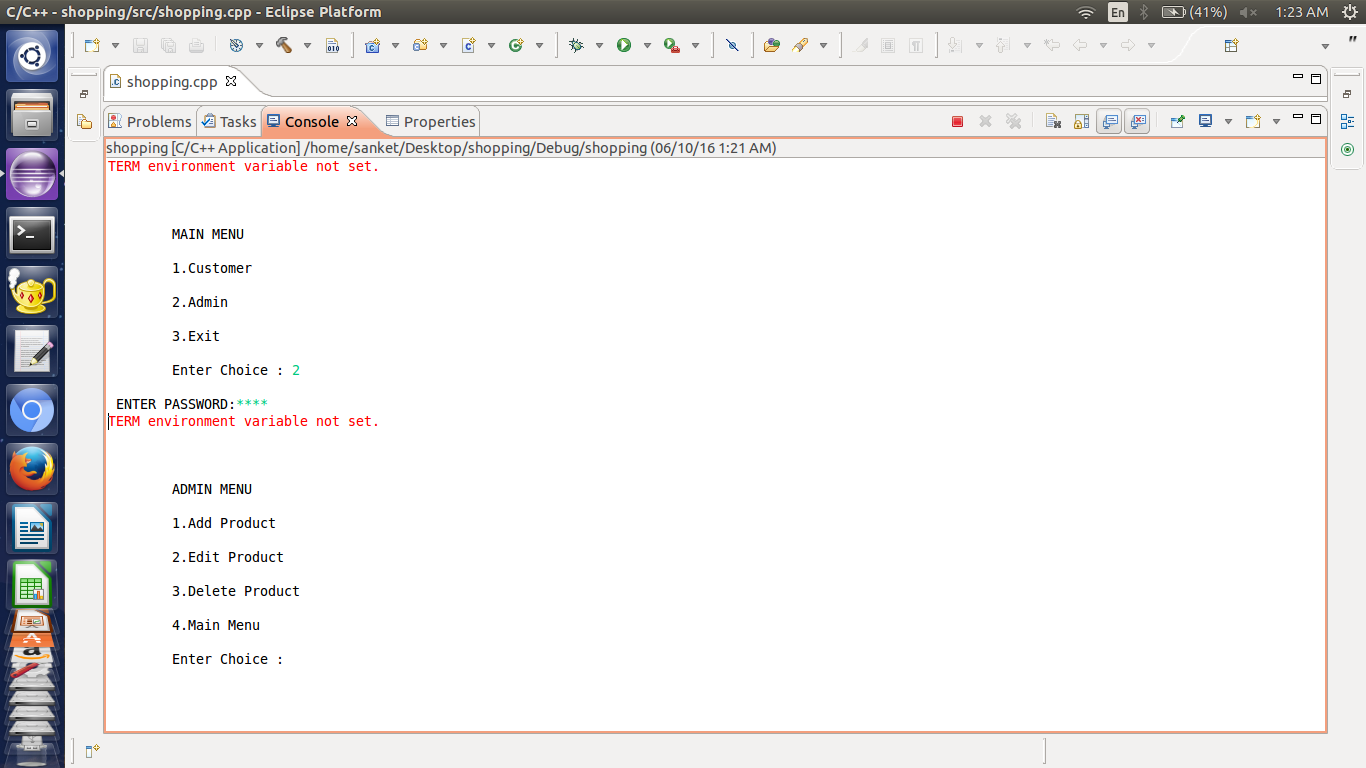 C/C++ - shopping/src/shopping.cpp - Eclipse Platform
En
(41%)
1:23 AM
shopping.cpp
Problems
Tasks
Console
Properties
shopping [C/C++ Application] /home/sanket/Desktop/shopping/Debug/shopping (06/10/16 1:21 AM)
TERM environment variable not set.
MAIN MENU
1.Customer
2.Admin
3.Exit
Enter Choice : 2
ENTER PASSWORD:****
TERM environment variable not set.
ADMIN MENU
1.Add Product
2.Edit Product
3.Delete Product
4.Main Menu
Enter Choice :